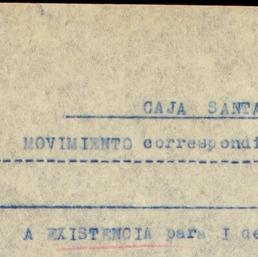 CAJA SANTA
MOVIMIENTO correspondi
A EXISTENCIA para I de